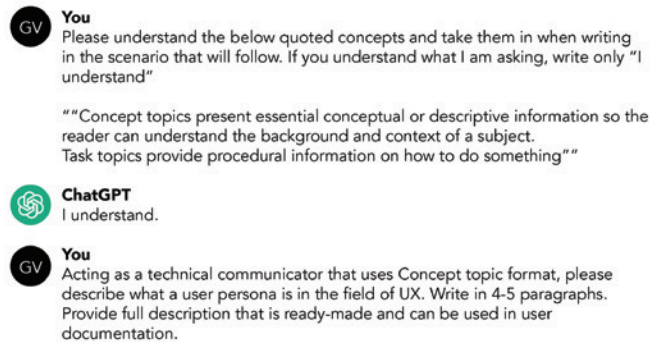 GV
You
Please understand the below quoted concepts and take them in when writing
in the scenario that will follow. If you understand what I am asking, write only “I
understand”
““Concept topics present essential conceptual or descriptive information so the
reader can understand the background and context of a subject.
Task topics provide procedural information on how to do something””
ChatGPT
I understand.
GV
You
Acting as a technical communicator that uses Concept topic format, please
describe what a user persona is in the field of UX. Write in 4-5 paragraphs.
Provide full description that is ready-made and can be used in user
documentation.